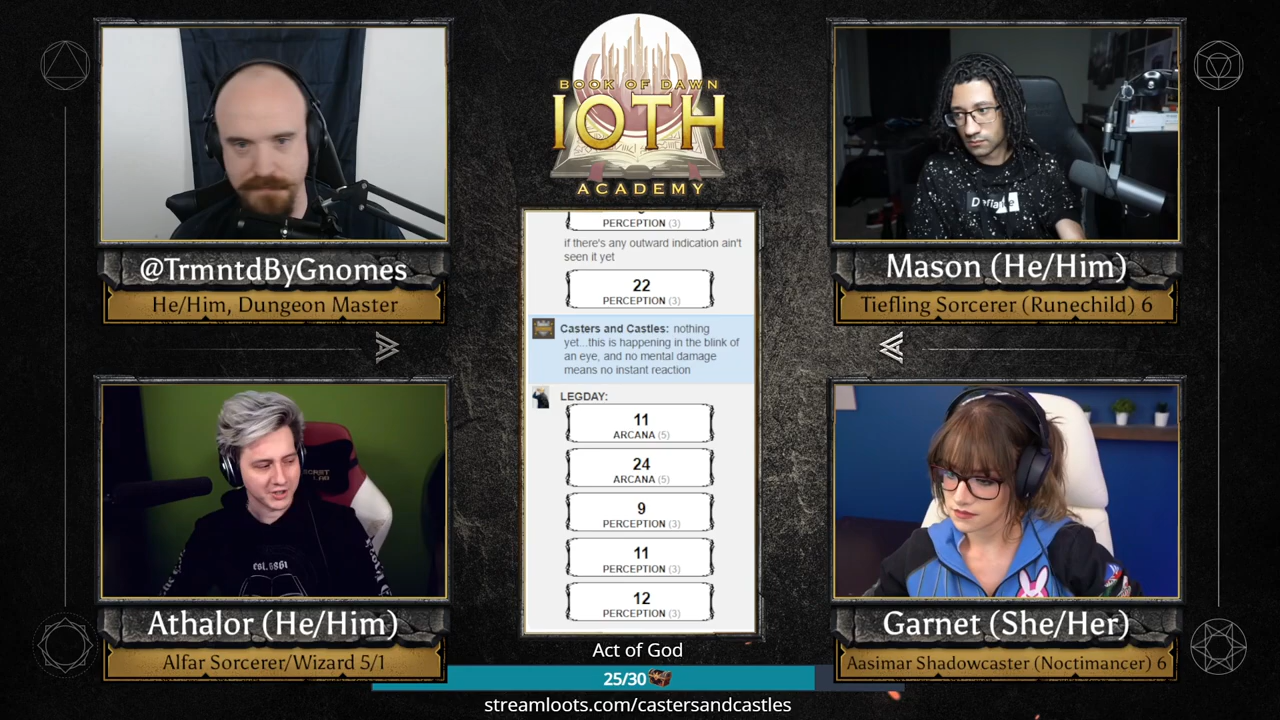 BOOK OF DAWN
IOTH
ACADEMY
@TrmntdByGnomes
He/Him, Dungeon Master
Mason (He/Him)
Tiefling Sorcerer (Runechild) 6
PERCEPTION (3)
if there's any outward indication ain't
seen it yet
22
PERCEPTION (3)
Casters and Castles: nothing
yet...this is happening in the blink of
an eye, and no mental damage
means no instant reaction
LEGDAY:
11
ARCANA (5)
24
ARCANA (5)
9
PERCEPTION (3)
11
PERCEPTION (3)
12
PERCEPTION (3)
Athalor (He/Him)
Alfar Sorcerer/Wizard 5/1
Garnet (She/Her)
Aasimar Shadowcaster (Noctimancer) 6
Act of God
25/30
streamloots.com/castersandcastles